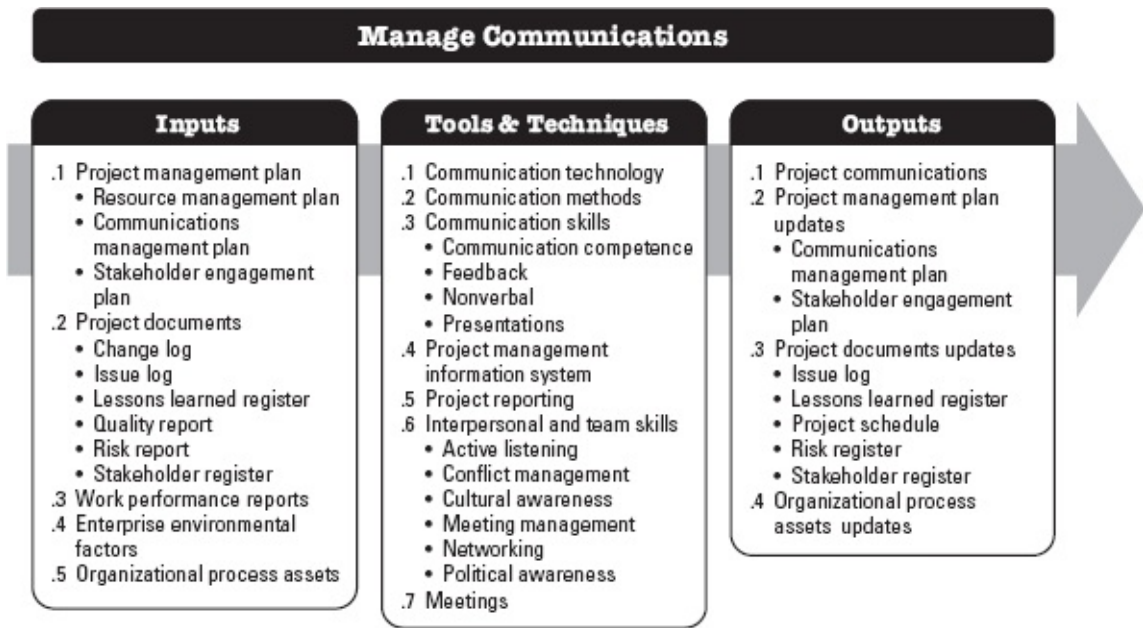 Manage Communications
Inputs
.1 Project management plan
• Resource management plan
• Communications
management plan
• Stakeholder engagement
plan
.2 Project documents
• Change log
• Issue log
• Lessons learned register
• Quality report
• Risk report
• Stakeholder register
.3 Work performance reports
.4 Enterprise environmental
factors
.5 Organizational process assets
Tools & Techniques
.1 Communication technology
.2 Communication methods
.3 Communication skills
• Communication competence
• Feedback
• Nonverbal
• Presentations
.4 Project management
information system
.5 Project reporting
.6 Interpersonal and team skills
• Active listening
• Conflict management
• Cultural awareness
• Meeting management
• Networking
• Political awareness
.7 Meetings
Outputs
.1 Project communications
.2 Project management plan
updates
• Communications
management plan
• Stakeholder engagement
plan
.3 Project documents updates
• Issue log
• Lessons learned register
• Project schedule
• Risk register
• Stakeholder register
.4 Organizational process
assets updates